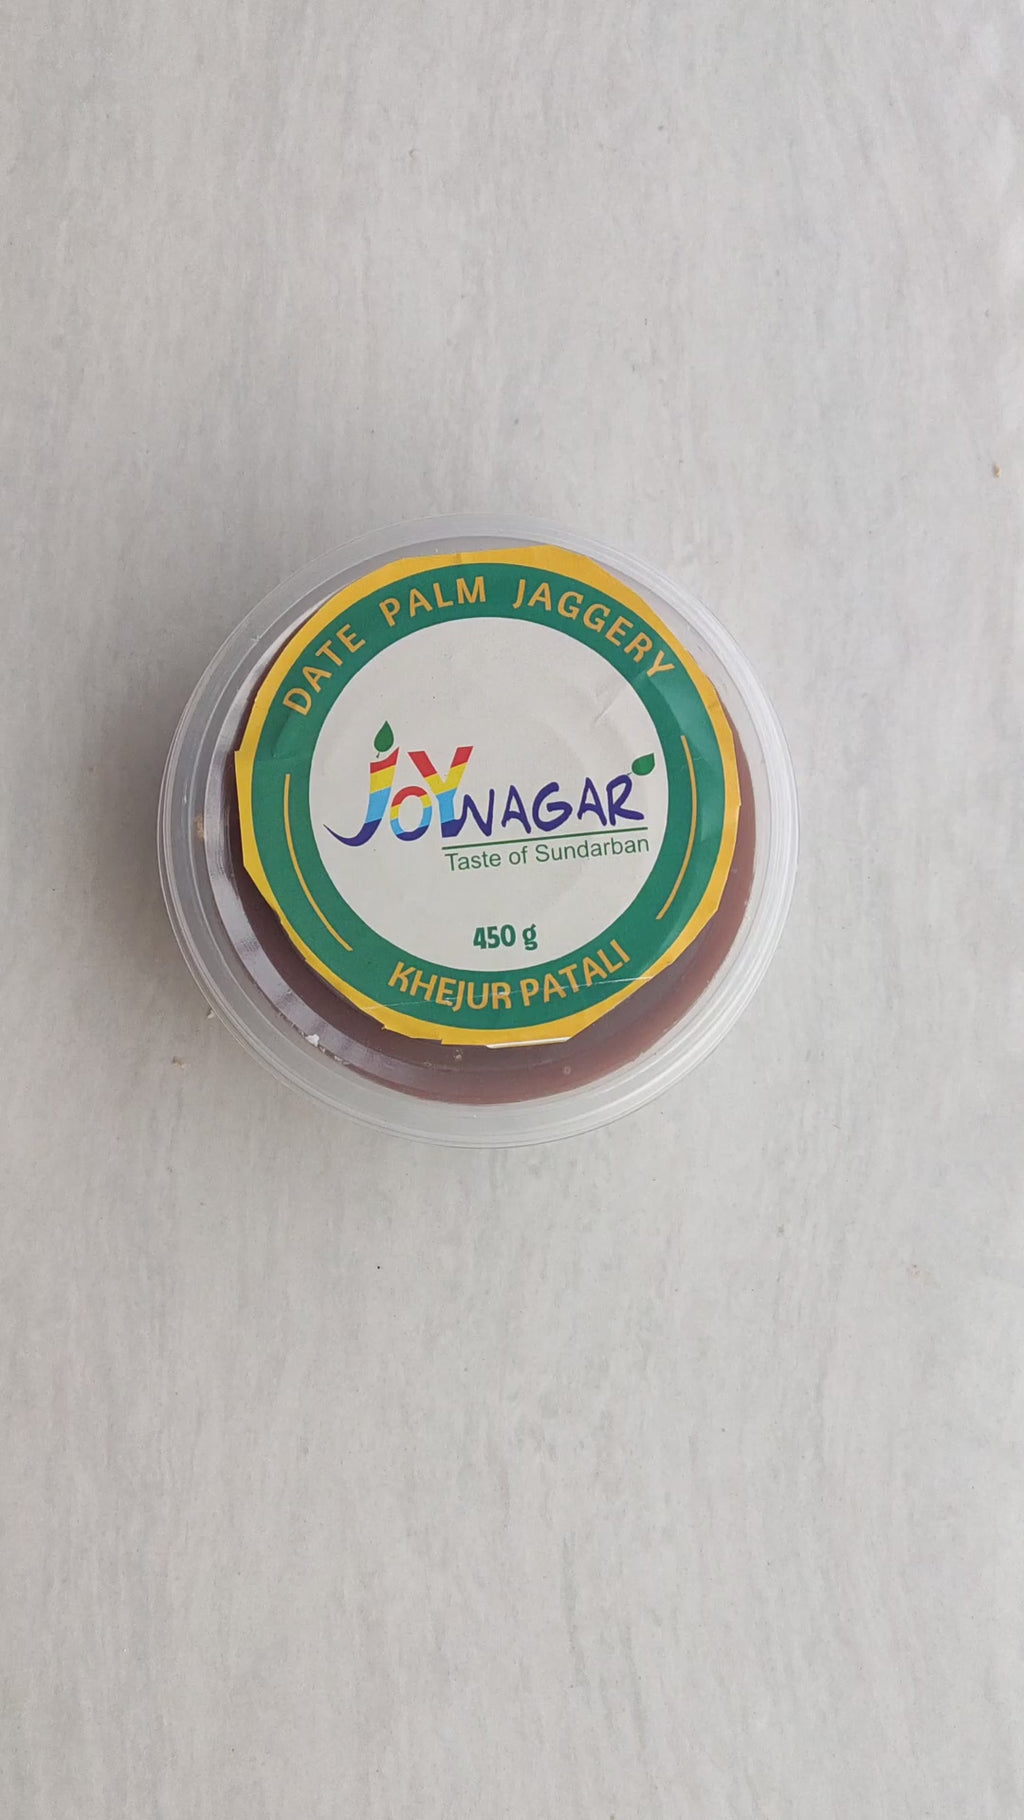 DATE PALM JAGGERY
JOYNAGAR
Taste of Sundarban
450 g
KHEJUR PATALI